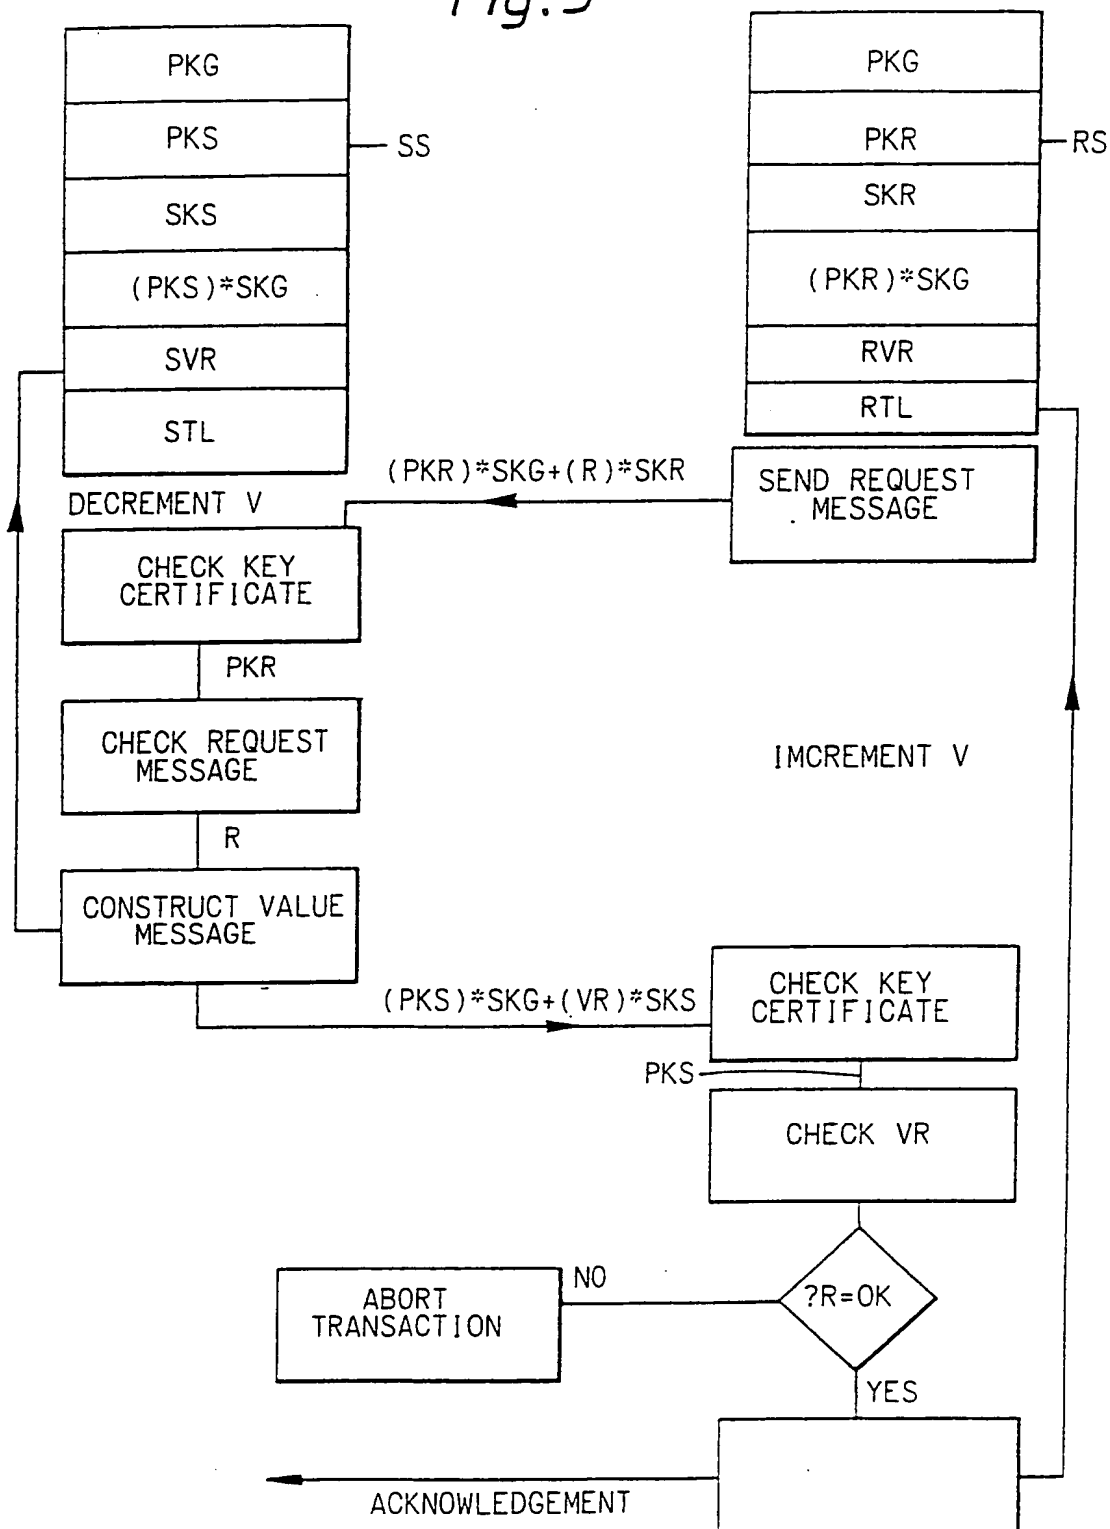 PKG
PKS
SS
SKS
(PKS)*SKG
SVR
STL
PKG
PKR
RS
SKR
(PKR)*SKG
RVR
RTL
(PKR)*SKG+(R)*SKR
SEND REQUEST
MESSAGE
DECREMENT V
CHECK KEY
CERTIFICATE
PKR
CHECK REQUEST
MESSAGE
IMCREMENT V
R
CONSTRUCT VALUE
MESSAGE
(PKS)*SKG+(VR)*SKS
CHECK KEY
CERTIFICATE
PKS
CHECK VR
?R=OK
NO
ABORT
TRANSACTION
YES
ACKNOWLEDGEMENT